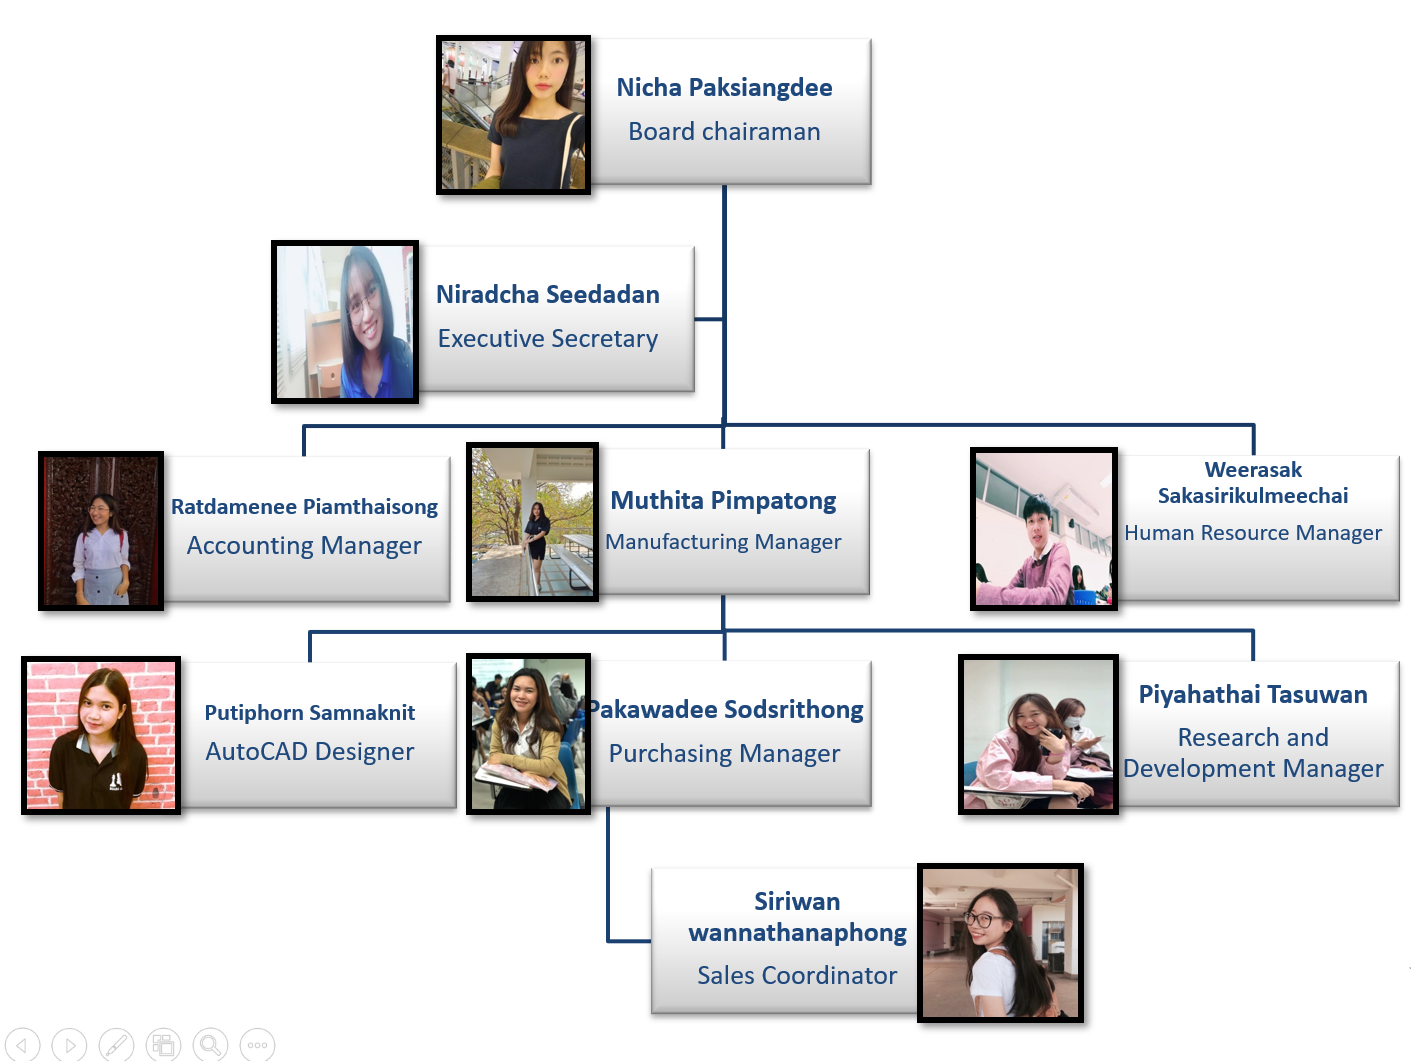 Nicha Paksiangdee
Board chairaman
Niradcha Seedadan
Executive Secretary
Ratdamenee Piamthaisong
Accounting Manager
Muthita Pimpatong
Manufacturing Manager
Weerasak
Sakasirikulmeechai
Human Resource Manager
Putiphorn Samnaknit
AutoCAD Designer
Pakawadee Sodsrithong
Purchasing Manager
Piyahathai Tasuwan
Research and
Development Manager
Siriwan
wannathanaphong
Sales Coordinator